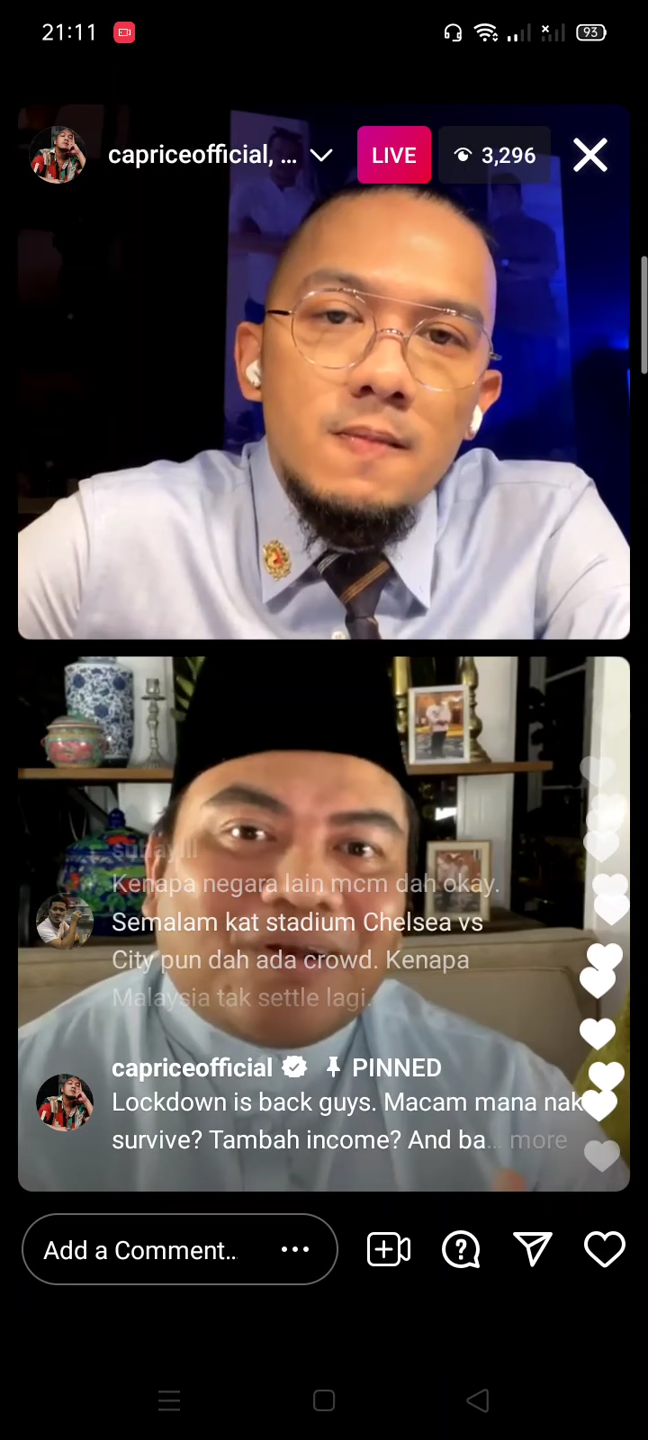 21:11
93
capriceofficial, ...
LIVE
3,296
Kenapa negara lain mcm dah okay.
Semalam kat stadium Chelsea vs
City pun dah ada crowd. Kenapa
Malaysia tak settle lagi.
capriceofficial PINNED
Lockdown is back guys. Macam mana nak
survive? Tambah income? And ba... more
Add a Comment..